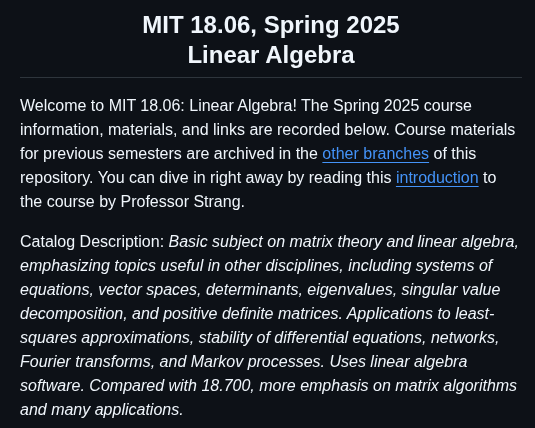 MIT 18.06, Spring 2025
Linear Algebra
Welcome to MIT 18.06: Linear Algebra! The Spring 2025 course
information, materials, and links are recorded below. Course materials
for previous semesters are archived in the other branches of this
repository. You can dive in right away by reading this introduction to
the course by Professor Strang.
Catalog Description: Basic subject on matrix theory and linear algebra,
emphasizing topics useful in other disciplines, including systems of
equations, vector spaces, determinants, eigenvalues, singular value
decomposition, and positive definite matrices. Applications to least-
squares approximations, stability of differential equations, networks,
Fourier transforms, and Markov processes. Uses linear algebra
software. Compared with 18.700, more emphasis on matrix algorithms
and many applications.